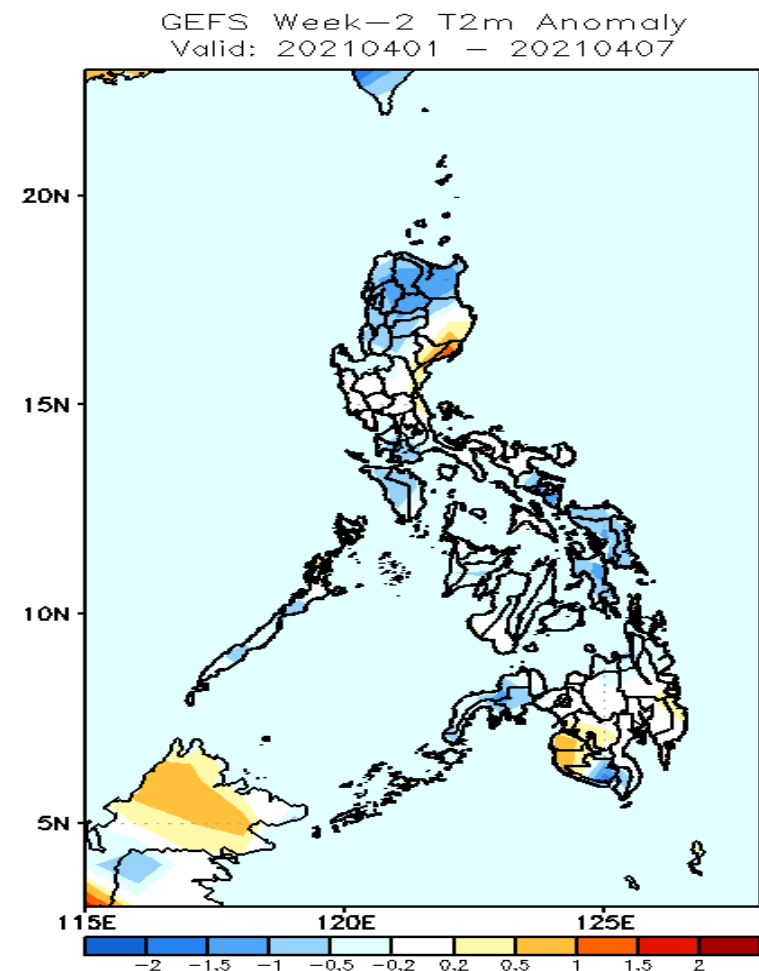 GEFS Week-2 T2m Anomaly
Valid: 20210401 - 20210407
20N
15N
10N
5N
115E 120E 125E
-2 -1.5 -1 -0.5 -0.2 0.2 0.5 1 1.5 2